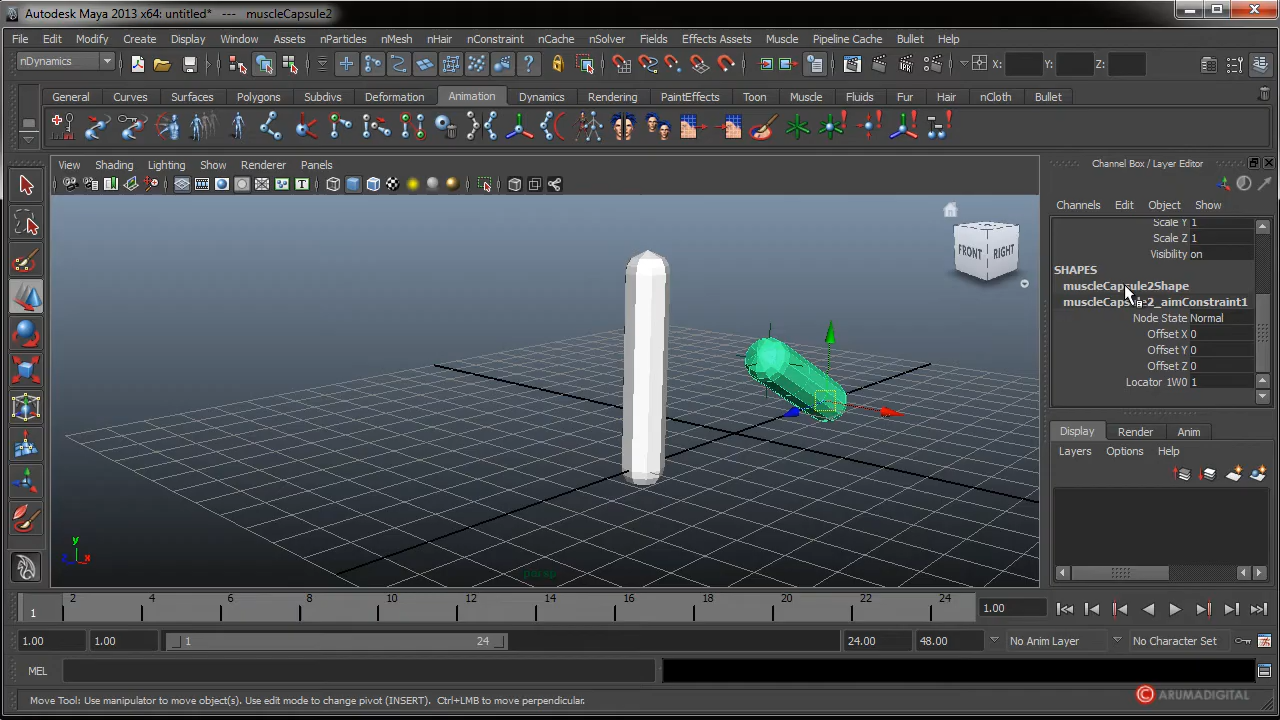 Autodesk Maya 2013 x64: untitled* --- muscleCapsule2
File Edit Modify Create Display Window Assets nParticles nMesh nHair nConstraint nCache nSolver Fields Effects Assets Muscle Pipeline Cache Bullet Help
nDynamics X: Y: Z:
General Curves Surfaces Polygons Subdivs Deformation Animation Dynamics Rendering PaintEffects Toon Muscle Fluids Fur Hair nCloth Bullet
View Shading Lighting Show Renderer Panels
Channel Box / Layer Editor
Channels Edit Object Show
Scale Y 1
Scale Z 1
Visibility on
SHAPES
muscleCapsule2Shape
Node State Normal
Offset X 0
Offset Y 0
Offset Z 0
Locator 1W0 1
FRONT RIGHT
Display Render Anim
Layers Options Help
y
x
persp
1 2 4 6 8 10 12 14 16 18 20 22 24 1.00
1.00 1.00 1 24 24.00 48.00 No Anim Layer No Character Set
MEL
Move Tool: Use manipulator to move object(s). Use edit mode to change pivot (INSERT). Ctrl+LMB to move perpendicular.
© ARUMADIGITAL